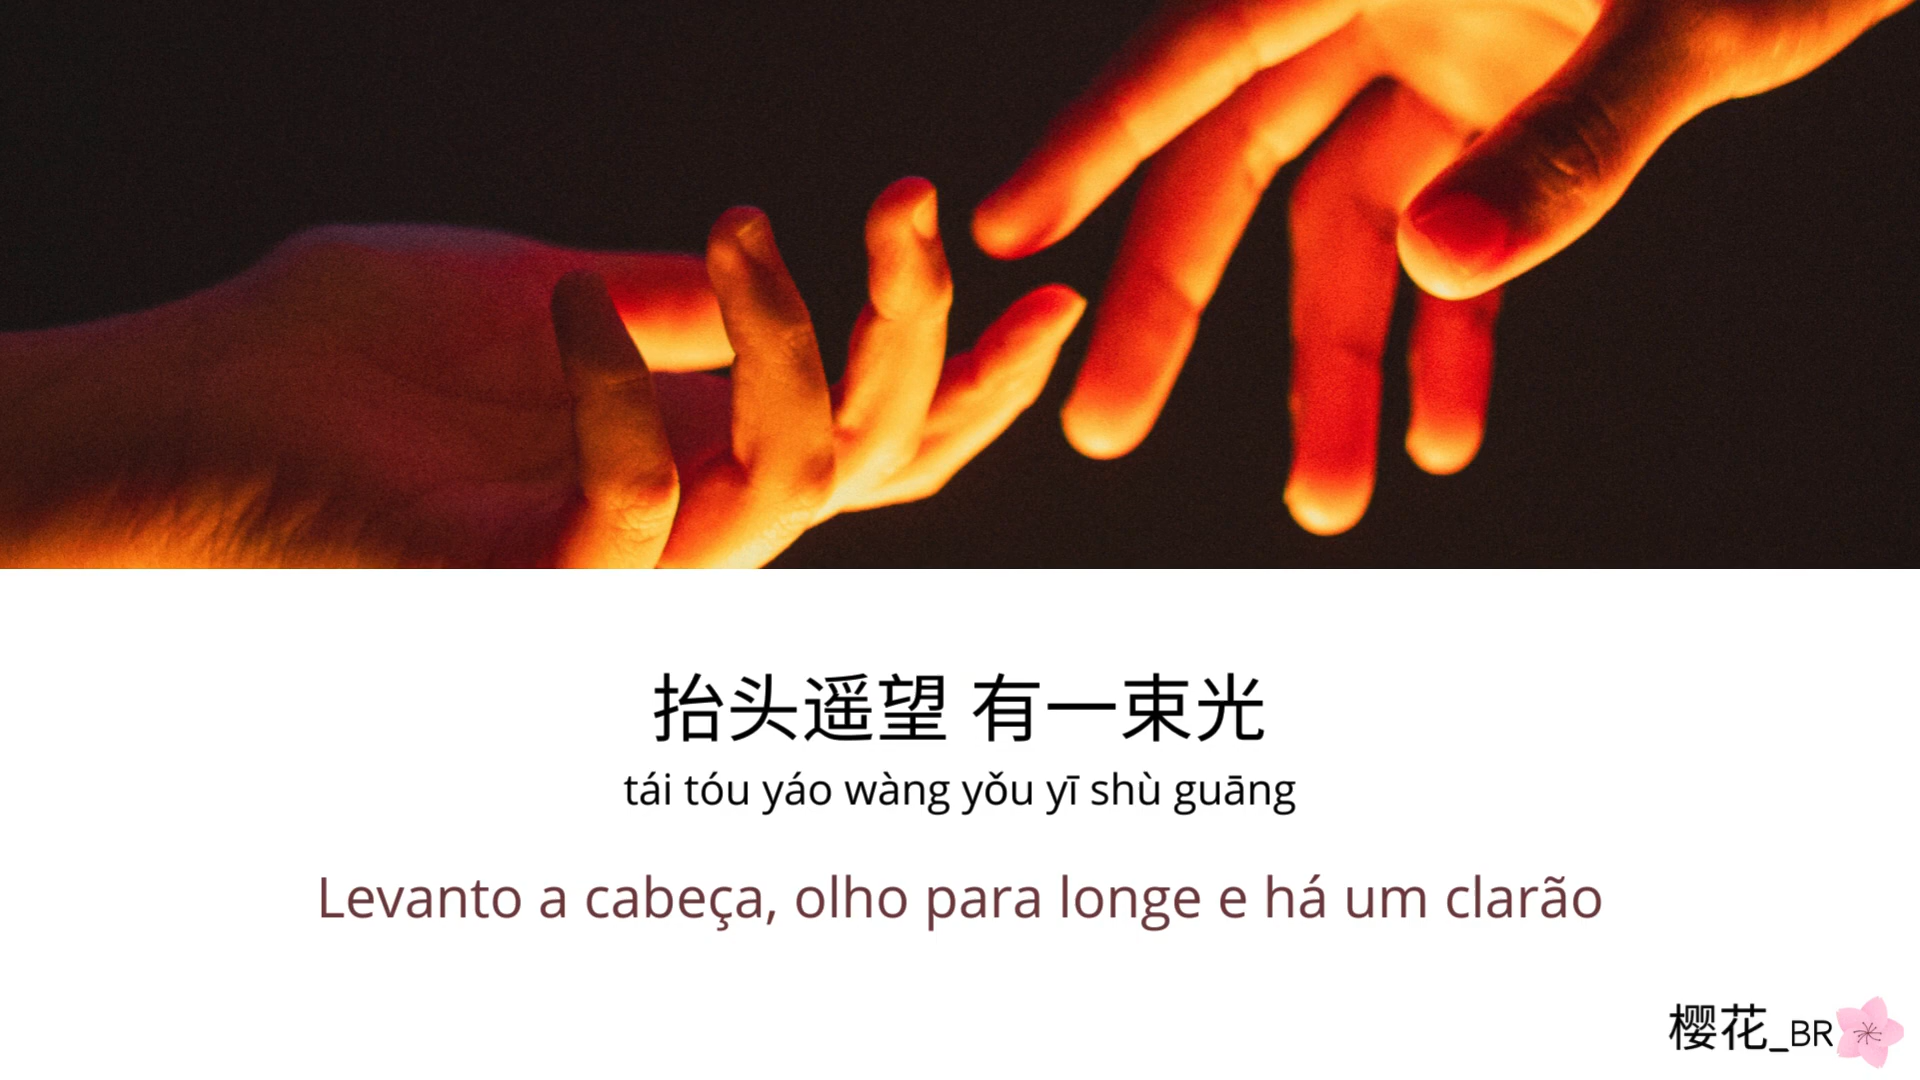 抬头遥望 有一束光
tái tóu yáo wàng yǒu yī shù guāng
Levanto a cabeça, olho para longe e há um clarão
樱花_BR